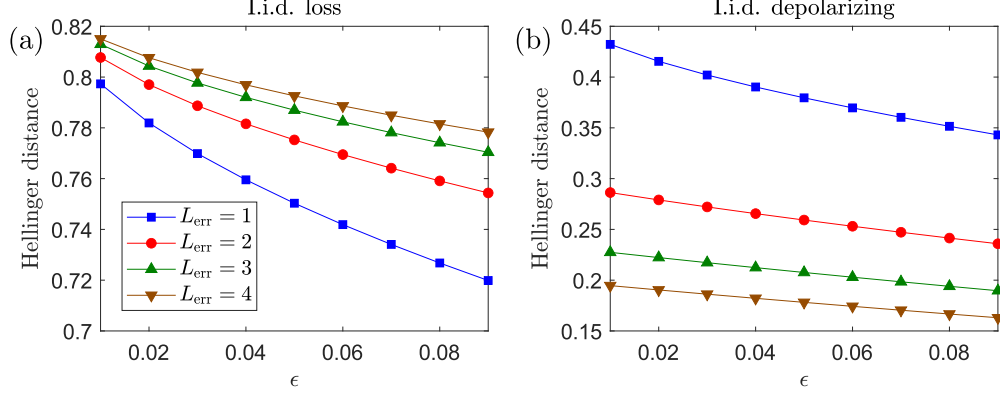 I.i.d. loss
(a)
0.82
0.8
0.78
0.76
0.74
0.72
0.7
Hellinger distance
L_err = 1
L_err = 2
L_err = 3
L_err = 4
0.02 0.04 0.06 0.08
ϵ
I.i.d. depolarizing
(b)
0.45
0.4
0.35
0.3
0.25
0.2
0.15
Hellinger distance
0.02 0.04 0.06 0.08
ϵ